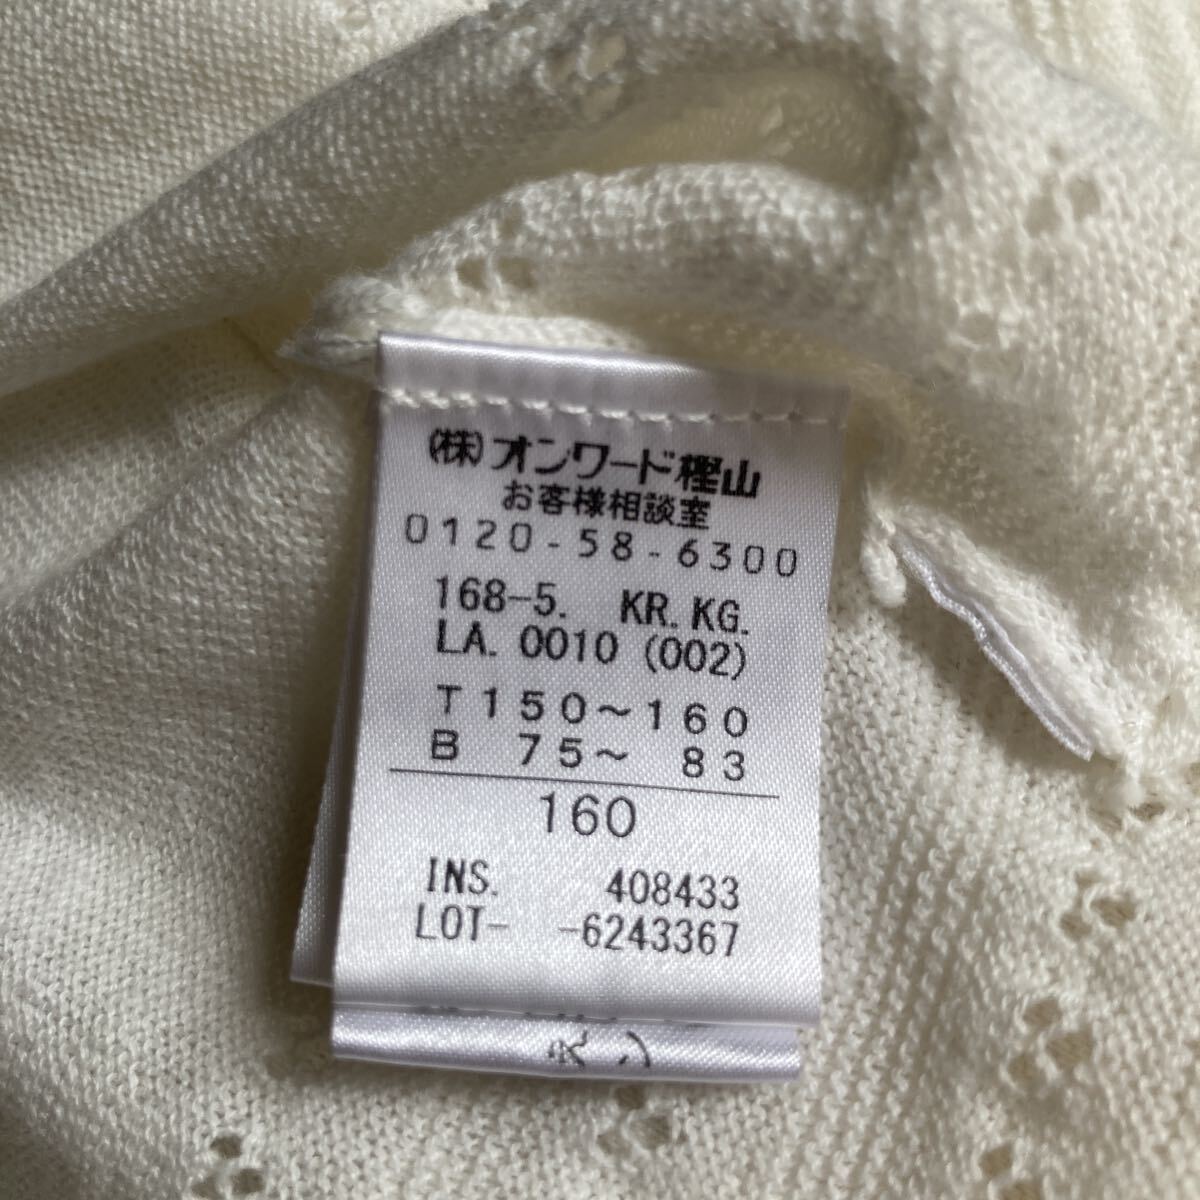 (株)オンワード樫山
お客様相談室
0120-58-6300
168-5. KR.KG.
LA. 0010 (002)
T 150～160
B 75～ 83
160
INS. 408433
LOT- -6243367